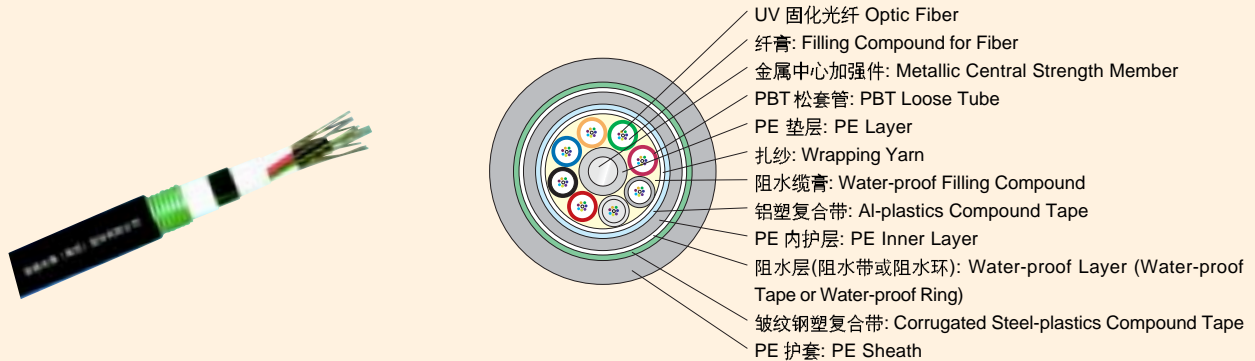 UV 固化光纤 Optic Fiber
纤膏: Filling Compound for Fiber
金属中心加强件: Metallic Central Strength Member
PBT 松套管: PBT Loose Tube
PE 垫层: PE Layer
扎纱: Wrapping Yarn
阻水缆膏: Water-proof Filling Compound
铝塑复合带: Al-plastics Compound Tape
PE 内护层: PE Inner Layer
阻水层(阻水带或阻水环): Water-proof Layer (Water-proof
Tape or Water-proof Ring)
皱纹钢塑复合带: Corrugated Steel-plastics Compound Tape
PE 护套: PE Sheath